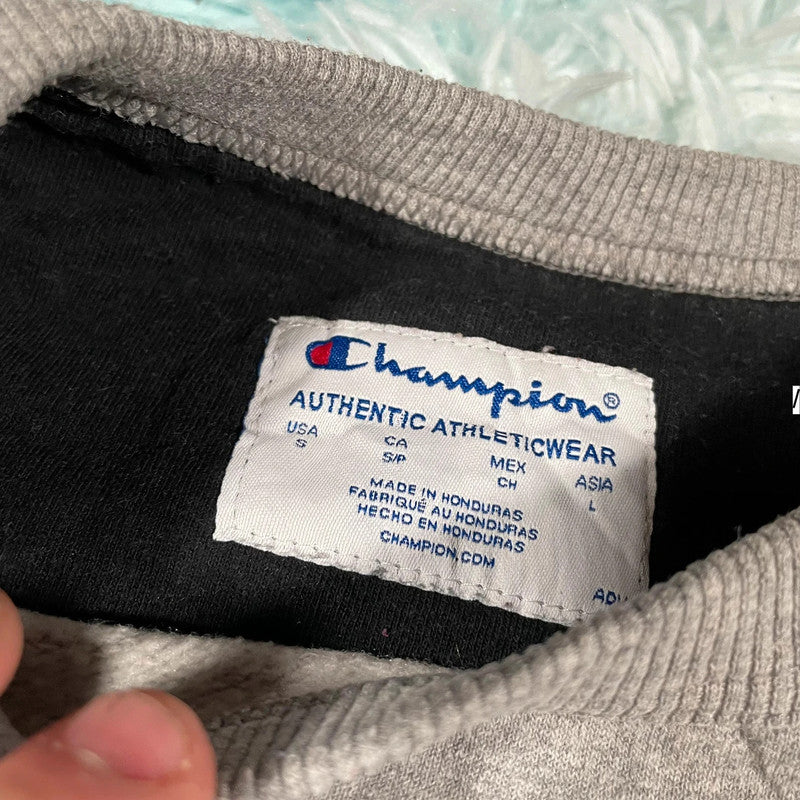 Champion®
AUTHENTIC ATHLETICWEAR
USA CA MEX ASIA
S S/P CH L
MADE IN HONDURAS
FABRIQUÉ AU HONDURAS
HECHO EN HONDURAS
CHAMPION.COM